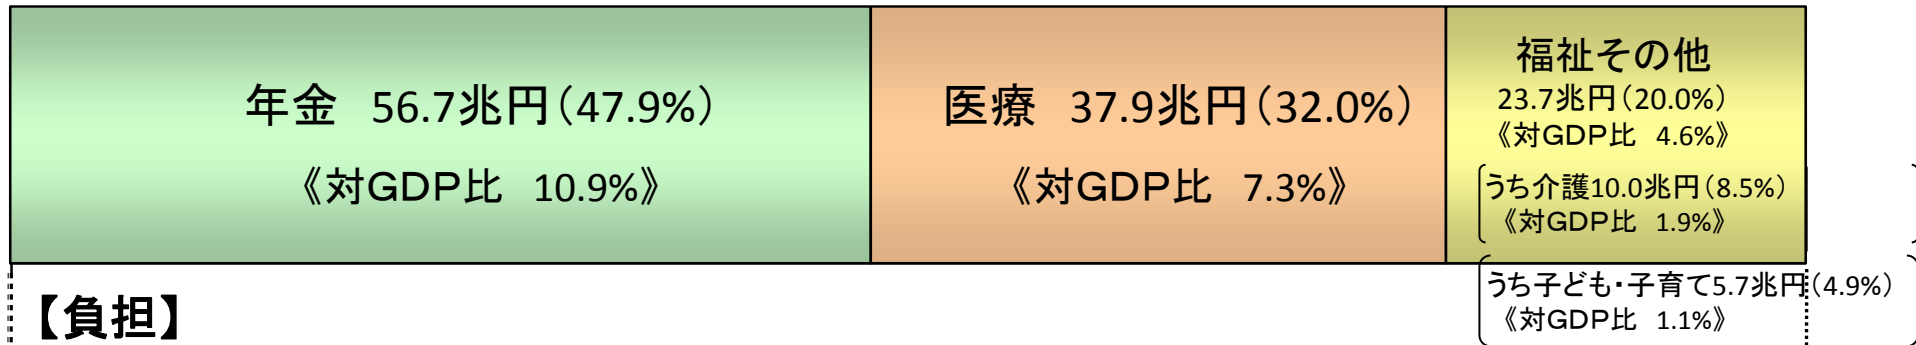 年金　56.7兆円（47.9%）
《対GDP比　10.9%》
医療　37.9兆円（32.0%）
《対GDP比　7.3%》
福祉その他
23.7兆円（20.0%）
《対GDP比　4.6%》
うち介護10.0兆円（8.5%）
《対GDP比　1.9%》
うち子ども・子育て5.7兆円（4.9%）
《対GDP比　1.1%》
【負担】